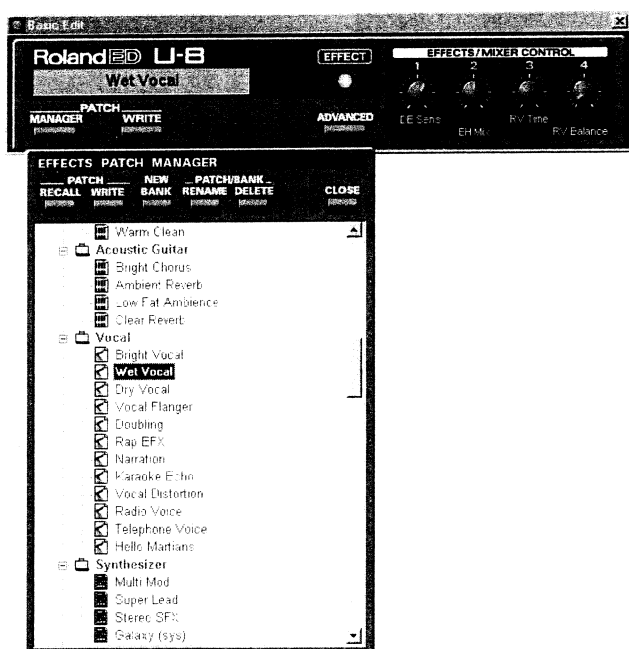 Basic Edit
Roland ED U-8
Wet Vocal
PATCH
MANAGER WRITE
EFFECT
ADVANCED
EFFECTS/MIXER CONTROL
1 2 3 4
DE Sens
EH Mix
RV Time
RV Balance
EFFECTS PATCH MANAGER
PATCH NEW PATCH/BANK
RECALL WRITE BANK RENAME DELETE CLOSE
Warm Clean
Acoustic Guitar
Bright Chorus
Ambient Reverb
Low Fat Ambience
Clear Reverb
Vocal
Bright Vocal
Wet Vocal
Dry Vocal
Vocal Flanger
Doubling
Rap EFX
Narration
Karaoke Echo
Vocal Distortion
Radio Voice
Telephone Voice
Hello Martians
Synthesizer
Multi Mod
Super Lead
Stereo SFX
Galaxy (sys)